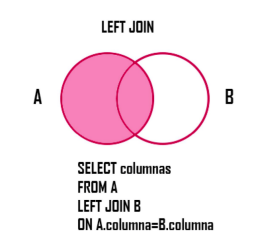 LEFT JOIN
A B
SELECT columnas
FROM A
LEFT JOIN B
ON A.columna=B.columna